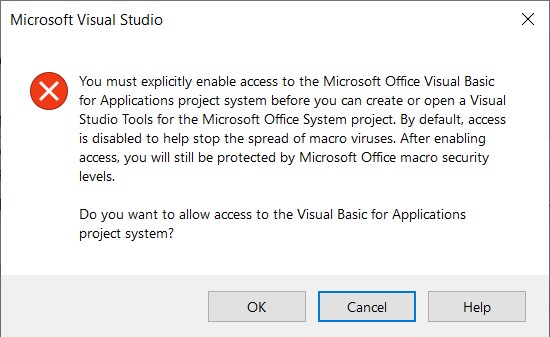 Microsoft Visual Studio
You must explicitly enable access to the Microsoft Office Visual Basic
for Applications project system before you can create or open a Visual
Studio Tools for the Microsoft Office System project. By default, access
is disabled to help stop the spread of macro viruses. After enabling
access, you will still be protected by Microsoft Office macro security
levels.
Do you want to allow access to the Visual Basic for Applications
project system?
OK
Cancel
Help